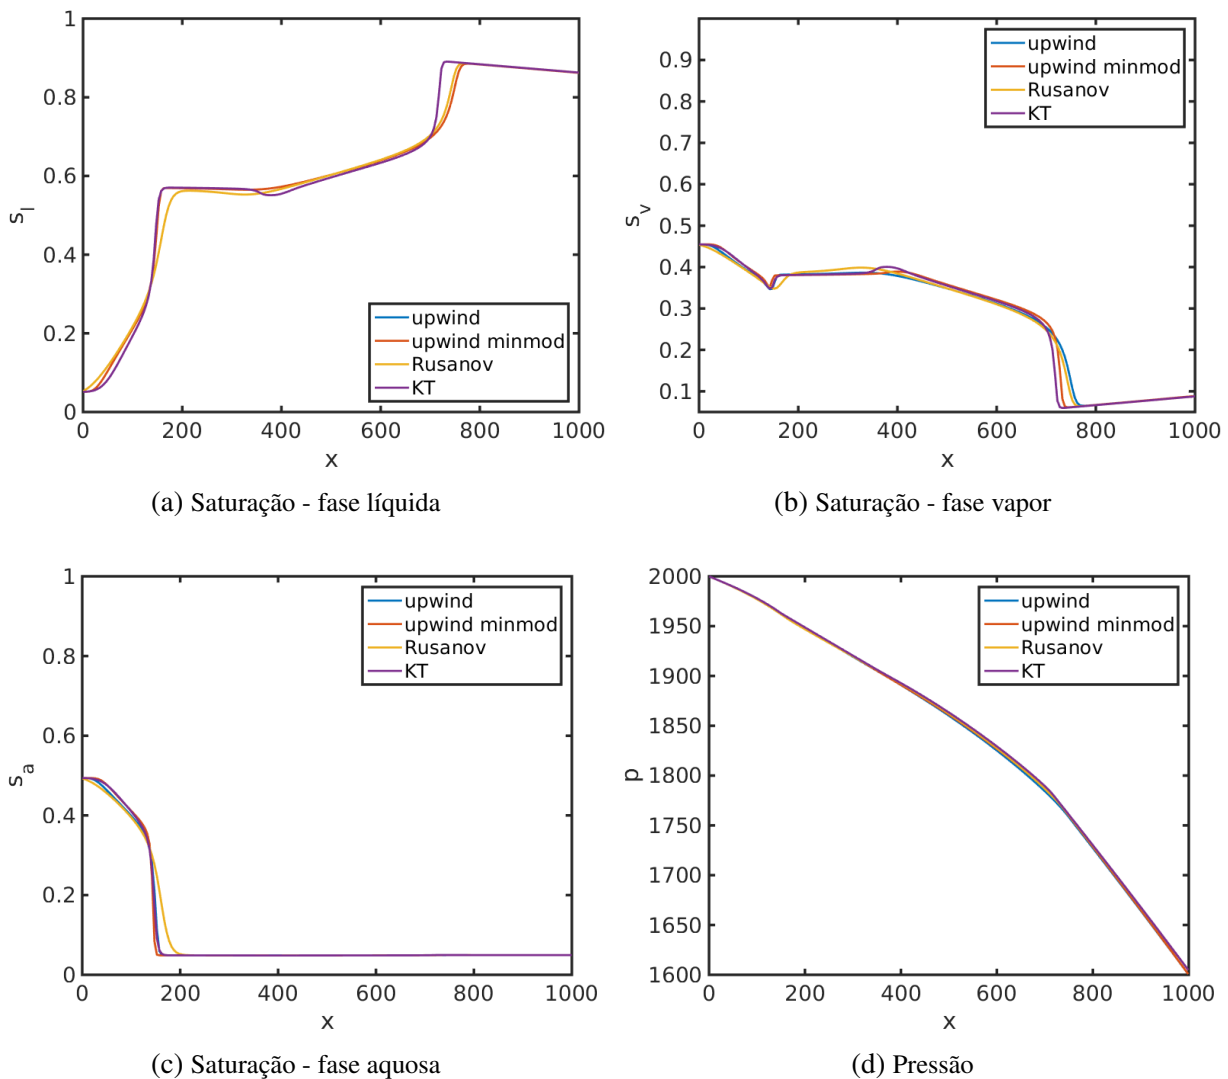 1
0.8
0.6
0.4
0.2
0
s_l
0 200 400 600 800 1000
x
upwind
upwind minmod
Rusanov
KT
(a) Saturação - fase líquida
0.9
0.8
0.7
0.6
0.5
0.4
0.3
0.2
0.1
s_v
0 200 400 600 800 1000
x
upwind
upwind minmod
Rusanov
KT
(b) Saturação - fase vapor
1
0.8
0.6
0.4
0.2
0
s_a
0 200 400 600 800 1000
x
upwind
upwind minmod
Rusanov
KT
(c) Saturação - fase aquosa
2000
1950
1900
1850
1800
1750
1700
1650
1600
p
0 200 400 600 800 1000
x
upwind
upwind minmod
Rusanov
KT
(d) Pressão